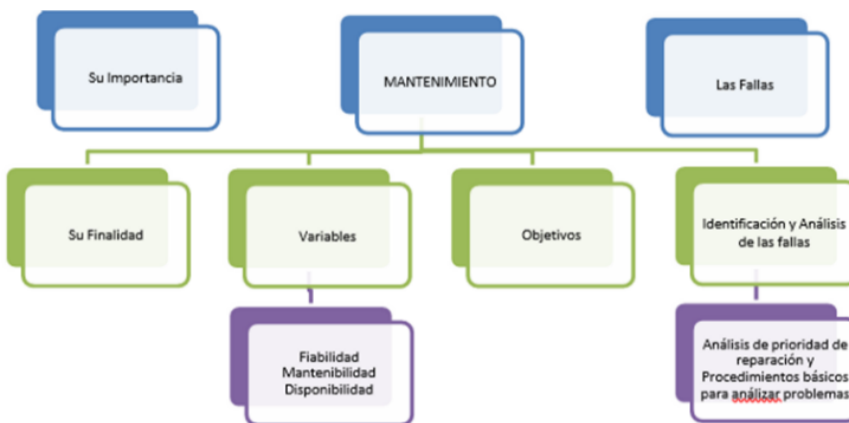 Su Importancia
MANTENIMIENTO
Las Fallas
Su Finalidad
Variables
Objetivos
Identificación y Análisis
de las fallas
Fiabilidad
Mantenibilidad
Disponibilidad
Análisis de prioridad de
reparación y
Procedimientos básicos
para análizar problemas